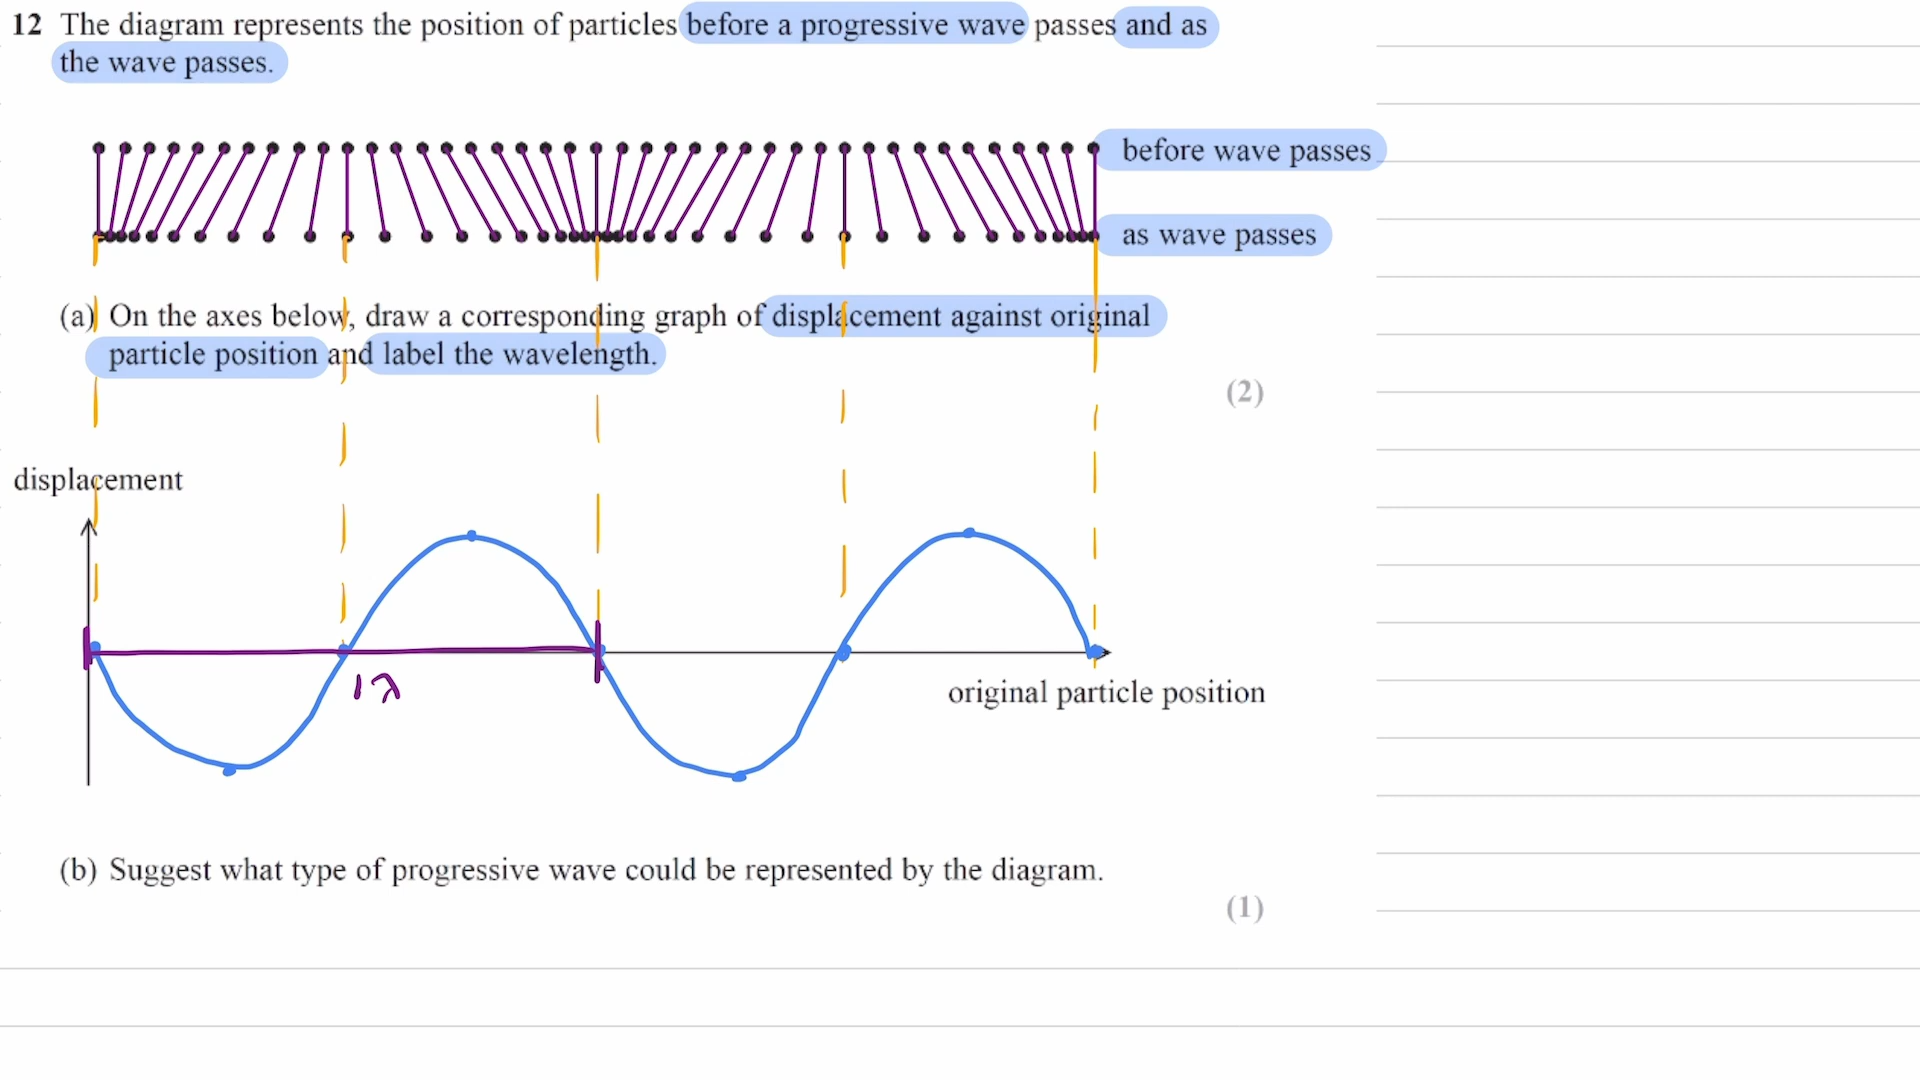 12 The diagram represents the position of particles before a progressive wave passes and as
the wave passes.
before wave passes
as wave passes
(a) On the axes below, draw a corresponding graph of displacement against original
particle position and label the wavelength.
(2)
displacement
1λ
original particle position
(b) Suggest what type of progressive wave could be represented by the diagram.
(1)